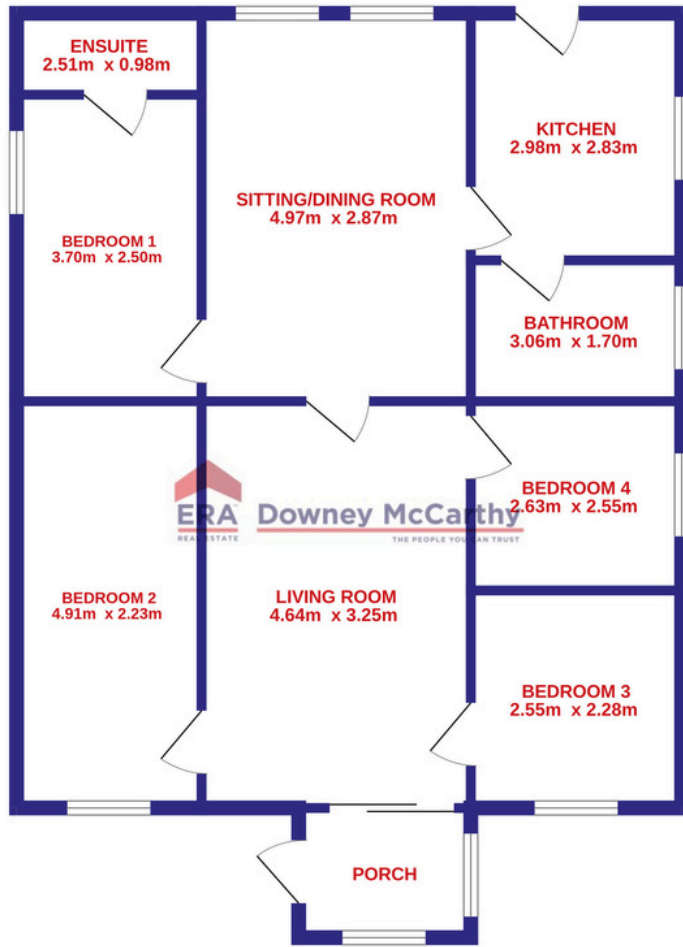 ENSUITE
2.51m x 0.98m
KITCHEN
2.98m x 2.83m
SITTING/DINING ROOM
4.97m x 2.87m
BEDROOM 1
3.70m x 2.50m
BATHROOM
3.06m x 1.70m
BEDROOM 4
2.63m x 2.55m
ERA Downey McCarthy
REAL ESTATE THE PEOPLE YOU CAN TRUST
BEDROOM 2
4.91m x 2.23m
LIVING ROOM
4.64m x 3.25m
BEDROOM 3
2.55m x 2.28m
PORCH